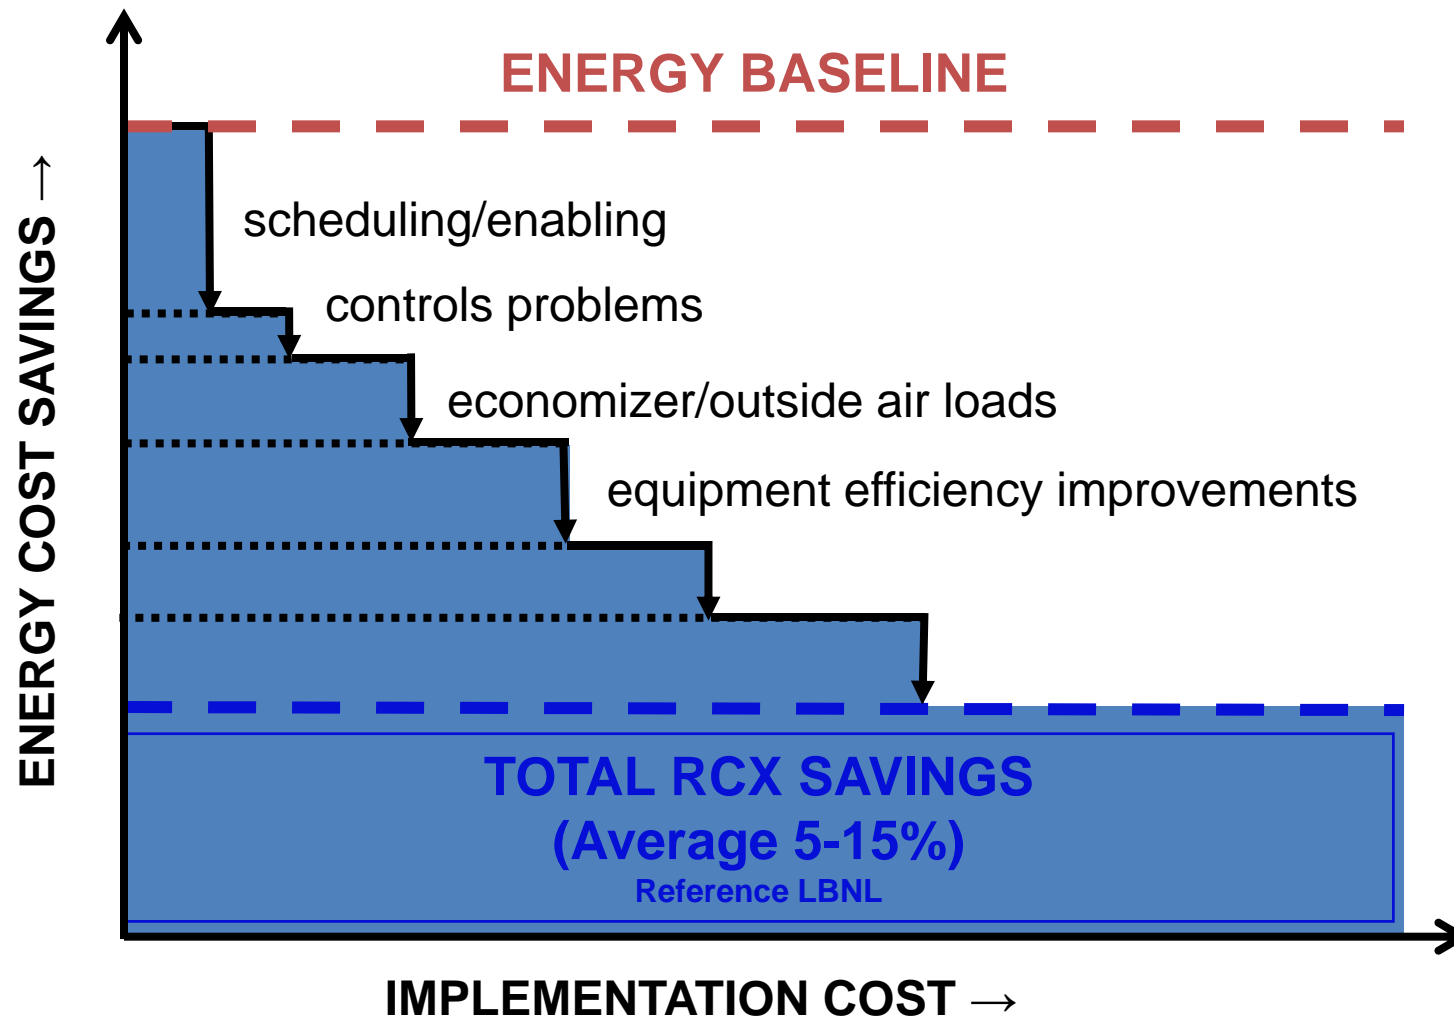 ENERGY BASELINE
scheduling/enabling
controls problems
economizer/outside air loads
equipment efficiency improvements
ENERGY COST SAVINGS →
TOTAL RCX SAVINGS
(Average 5-15%)
Reference LBNL
IMPLEMENTATION COST →